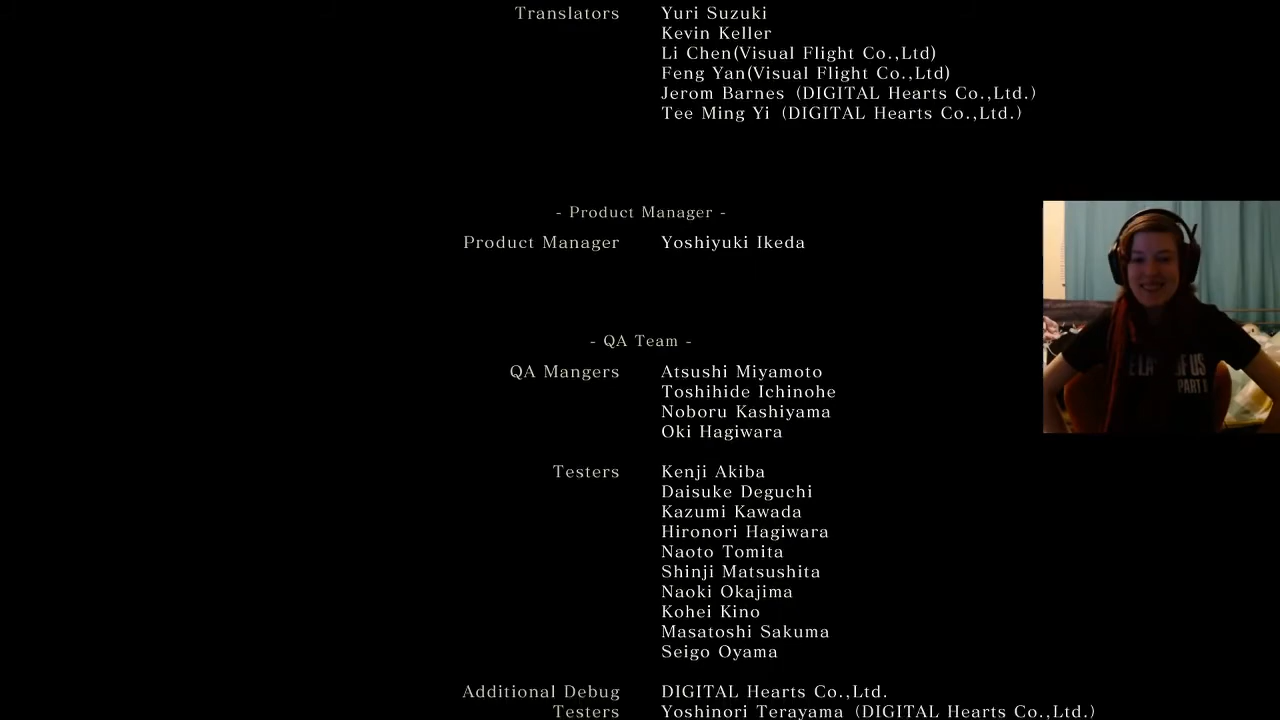 Translators Yuri Suzuki
Kevin Keller
Li Chen(Visual Flight Co.,Ltd)
Feng Yan(Visual Flight Co.,Ltd)
Jerom Barnes (DIGITAL Hearts Co.,Ltd.)
Tee Ming Yi (DIGITAL Hearts Co.,Ltd.)
- Product Manager -
Product Manager Yoshiyuki Ikeda
- QA Team -
QA Mangers Atsushi Miyamoto
Toshihide Ichinohe
Noboru Kashiyama
Oki Hagiwara
Testers Kenji Akiba
Daisuke Deguchi
Kazumi Kawada
Hironori Hagiwara
Naoto Tomita
Shinji Matsushita
Naoki Okajima
Kohei Kino
Masatoshi Sakuma
Seigo Oyama
Additional Debug DIGITAL Hearts Co.,Ltd.
Testers Yoshinori Terayama (DIGITAL Hearts Co.,Ltd.)
OF US
PART